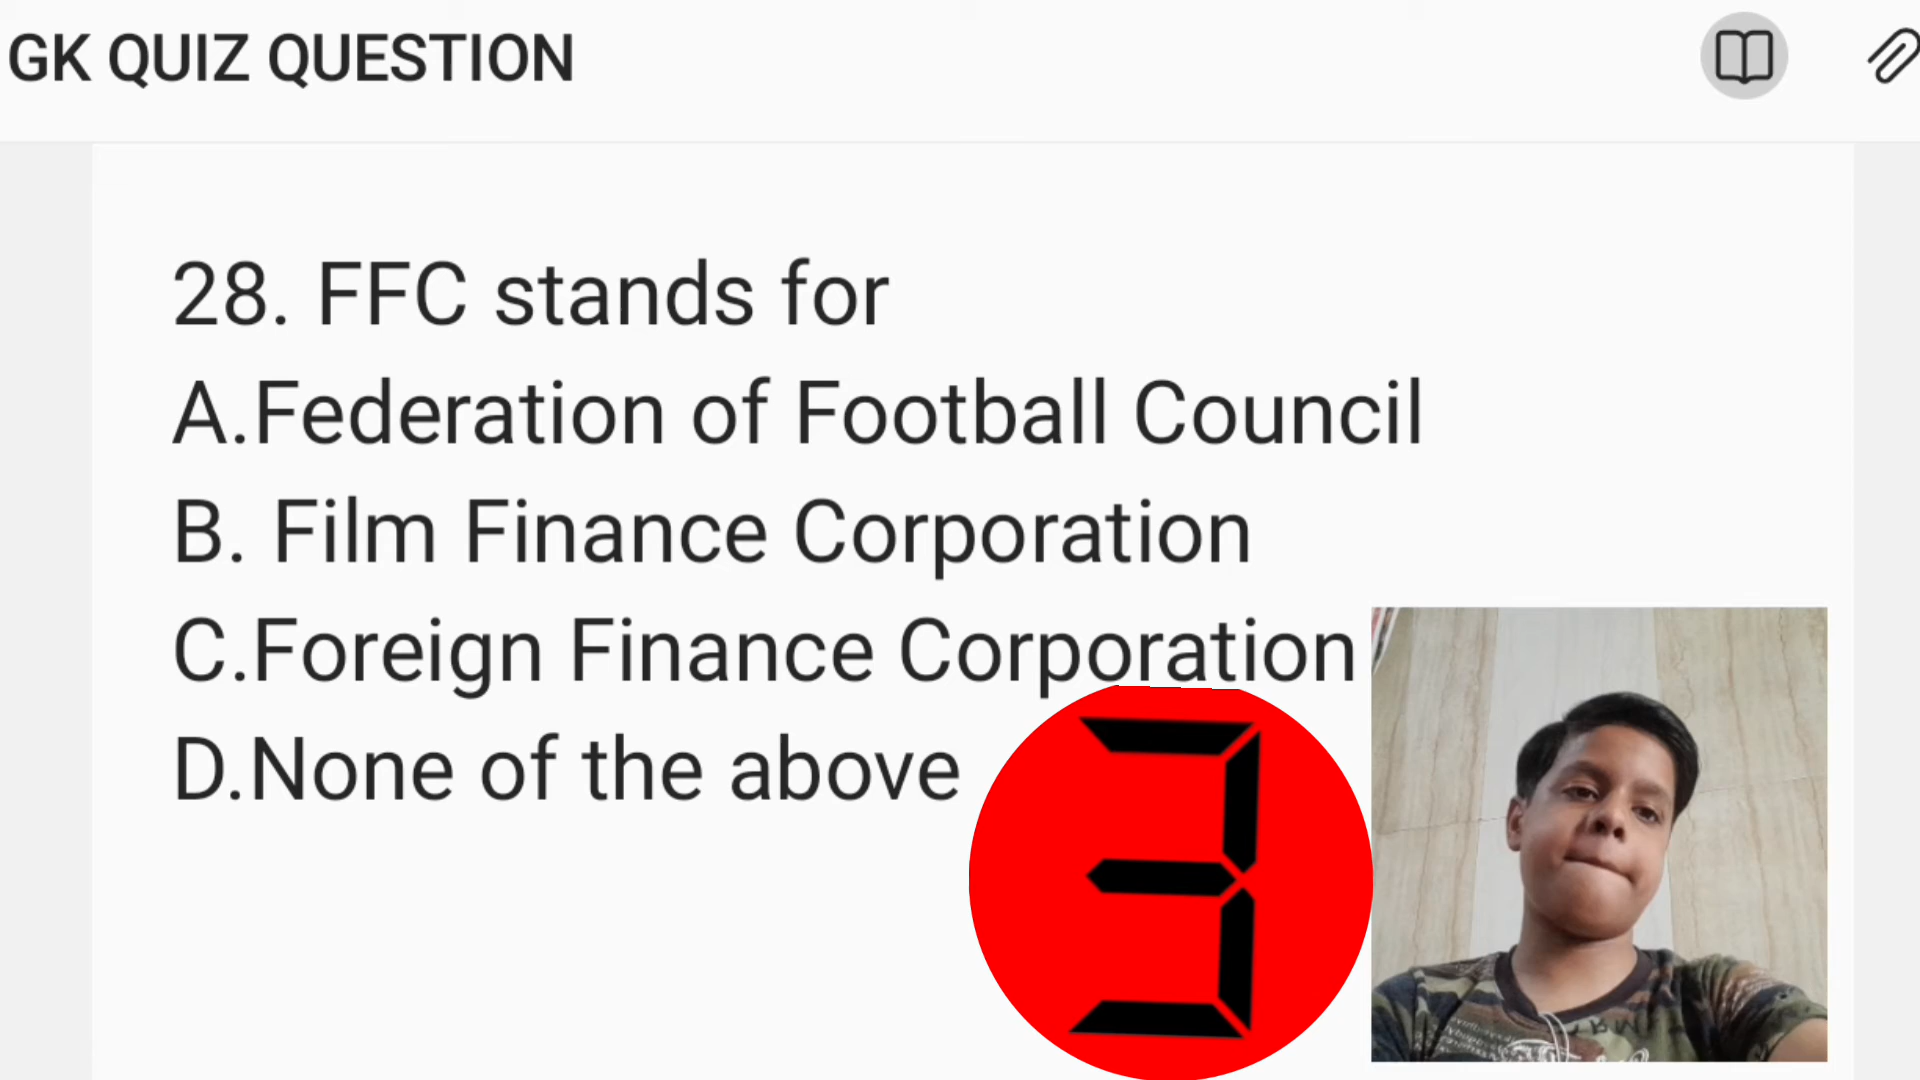 GK QUIZ QUESTION
28. FFC stands for
A.Federation of Football Council
B. Film Finance Corporation
C.Foreign Finance Corporation
D.None of the above
3